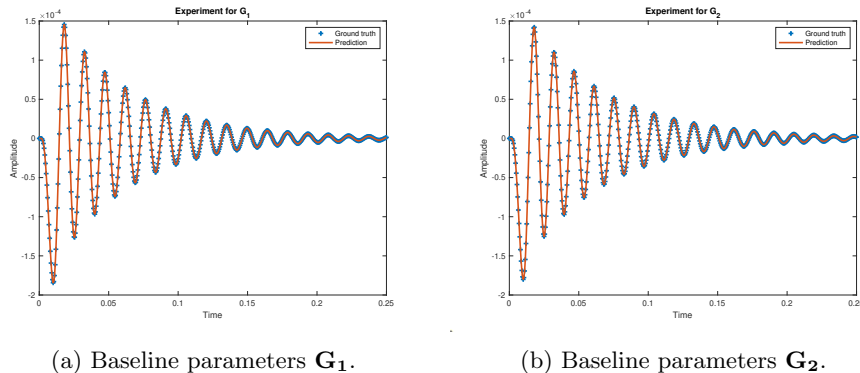 Experiment for G1
×10-4
Ground truth
Prediction
1.5
1
0.5
0
-0.5
-1
-1.5
-2
Amplitude
0
0.05
0.1
0.15
0.2
0.25
Time
(a) Baseline parameters G1.
Experiment for G2
×10-4
Ground truth
Prediction
1.5
1
0.5
0
-0.5
-1
-1.5
-2
Amplitude
0
0.05
0.1
0.15
0.2
0.25
Time
(b) Baseline parameters G2.